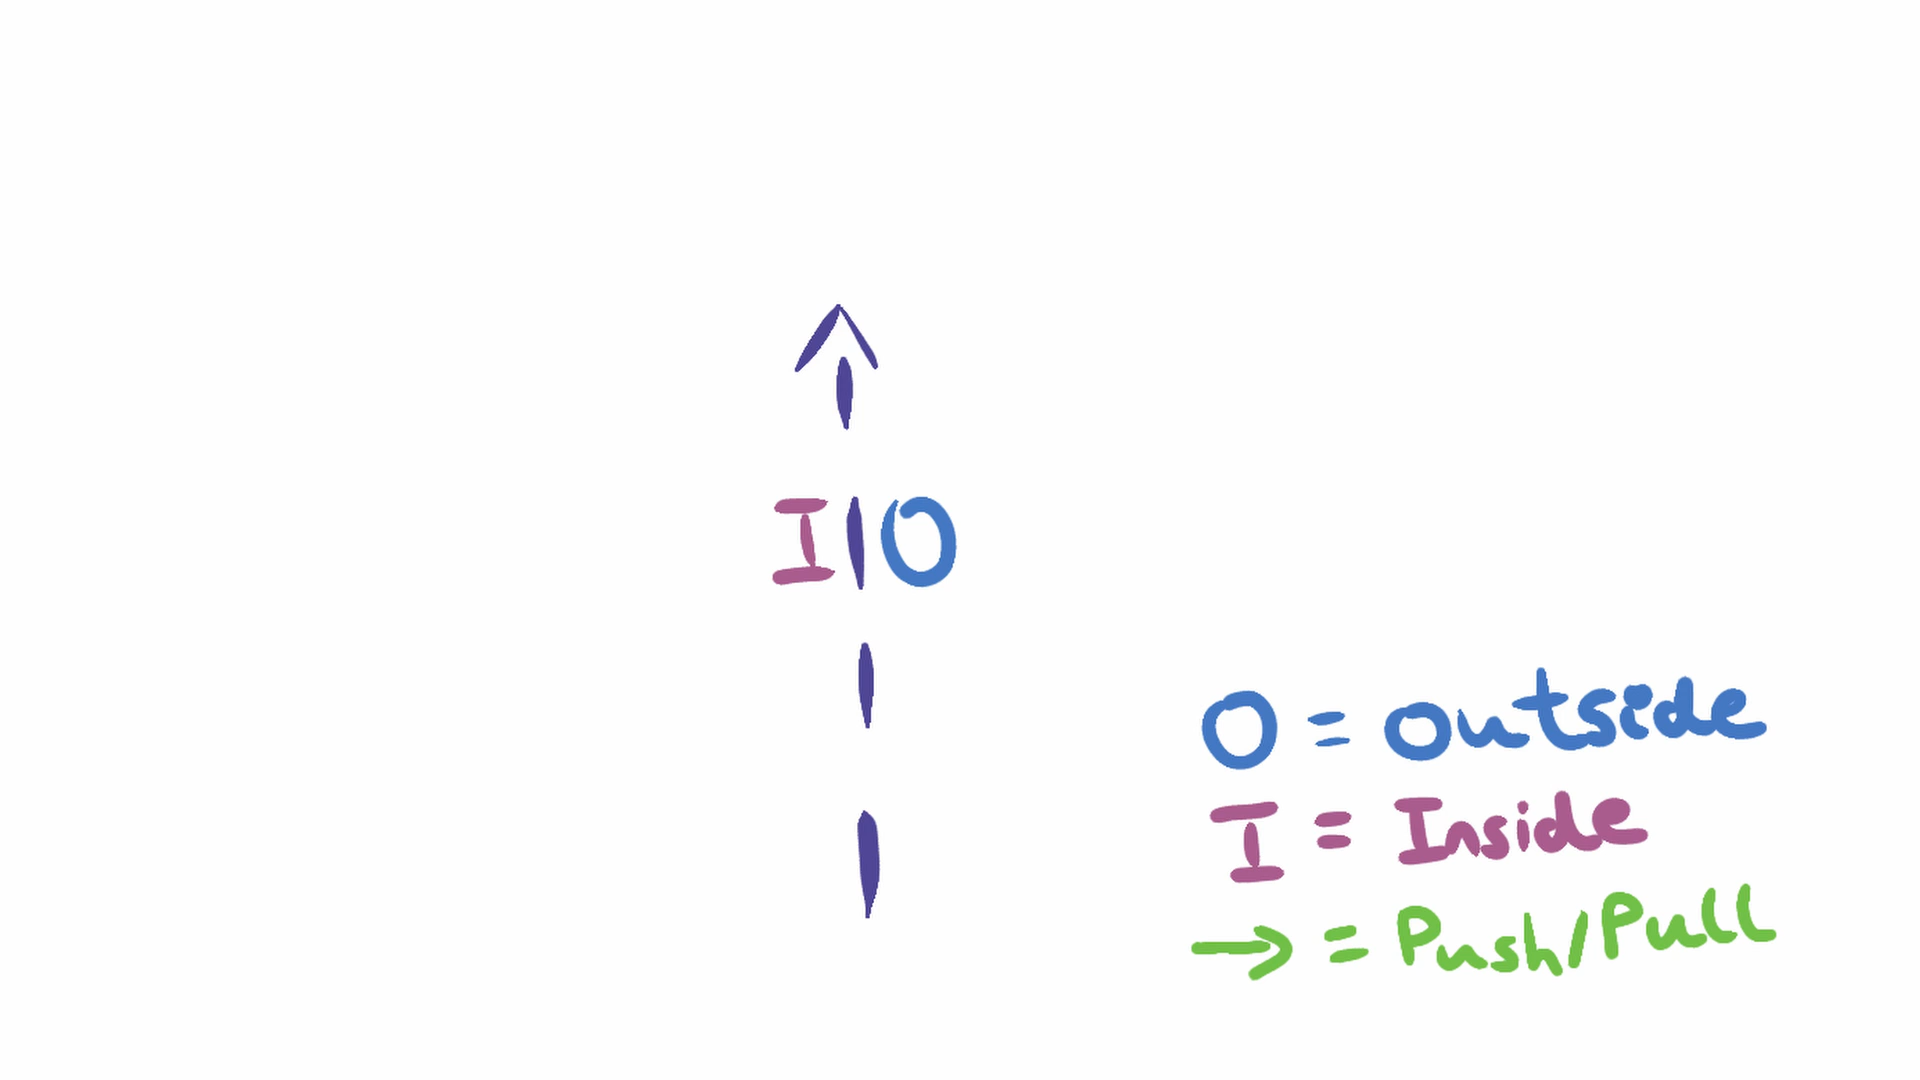 I O
O = Outside
I = Inside
→ = Push/Pull